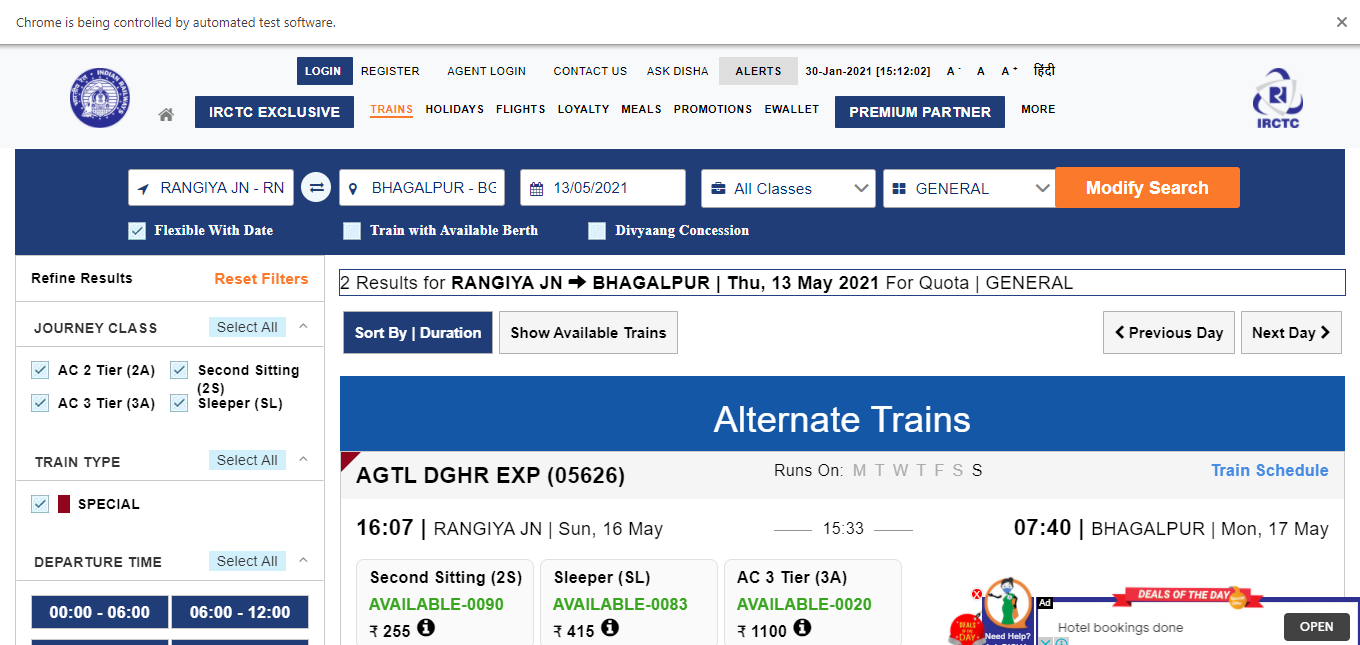 Chrome is being controlled by automated test software.
LOGIN REGISTER AGENT LOGIN CONTACT US ASK DISHA ALERTS 30-Jan-2021 [15:12:02] A- A A+ हिंदी
IRCTC EXCLUSIVE TRAINS HOLIDAYS FLIGHTS LOYALTY MEALS PROMOTIONS EWALLET PREMIUM PARTNER MORE
IRCTC
RANGIYA JN - RN BHAGALPUR - BG 13/05/2021 All Classes GENERAL Modify Search
Flexible With Date Train with Available Berth Divyaang Concession
Refine Results Reset Filters
2 Results for RANGIYA JN ➞ BHAGALPUR | Thu, 13 May 2021 For Quota | GENERAL
JOURNEY CLASS Select All
Sort By | Duration Show Available Trains Previous Day Next Day
AC 2 Tier (2A) Second Sitting (2S)
AC 3 Tier (3A) Sleeper (SL)
Alternate Trains
TRAIN TYPE Select All
AGTL DGHR EXP (05626) Runs On: M T W T F S S Train Schedule
SPECIAL
16:07 | RANGIYA JN | Sun, 16 May 15:33 07:40 | BHAGALPUR | Mon, 17 May
DEPARTURE TIME Select All
00:00 - 06:00 06:00 - 12:00
Second Sitting (2S) Sleeper (SL) AC 3 Tier (3A)
AVAILABLE-0090 AVAILABLE-0083 AVAILABLE-0020
₹ 255 ₹ 415 ₹ 1100
DEALS OF THE DAY
Ad
Hotel bookings done
OPEN
DEALS OF THE DAY
Need Help?